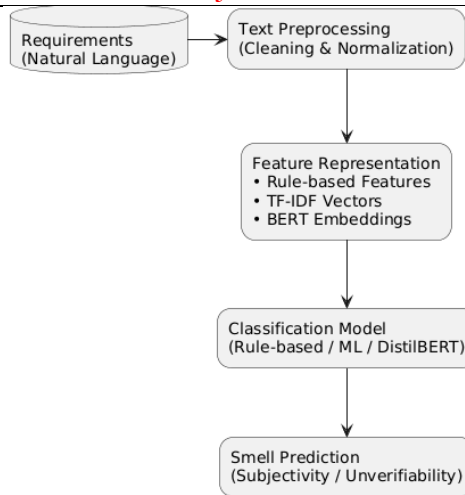 Requirements
(Natural Language)
Text Preprocessing
(Cleaning & Normalization)
Feature Representation
• Rule-based Features
• TF-IDF Vectors
• BERT Embeddings
Classification Model
(Rule-based / ML / DistilBERT)
Smell Prediction
(Subjectivity / Unverifiability)